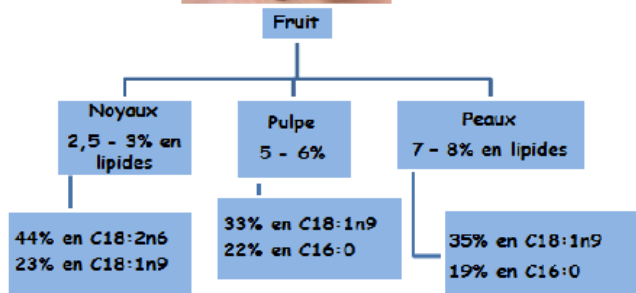 Fruit
Noyaux
2,5 - 3% en
lipides
Pulpe
5 - 6%
Peaux
7 - 8% en lipides
44% en C18:2n6
23% en C18:1n9
33% en C18:1n9
22% en C16:0
35% en C18:1n9
19% en C16:0